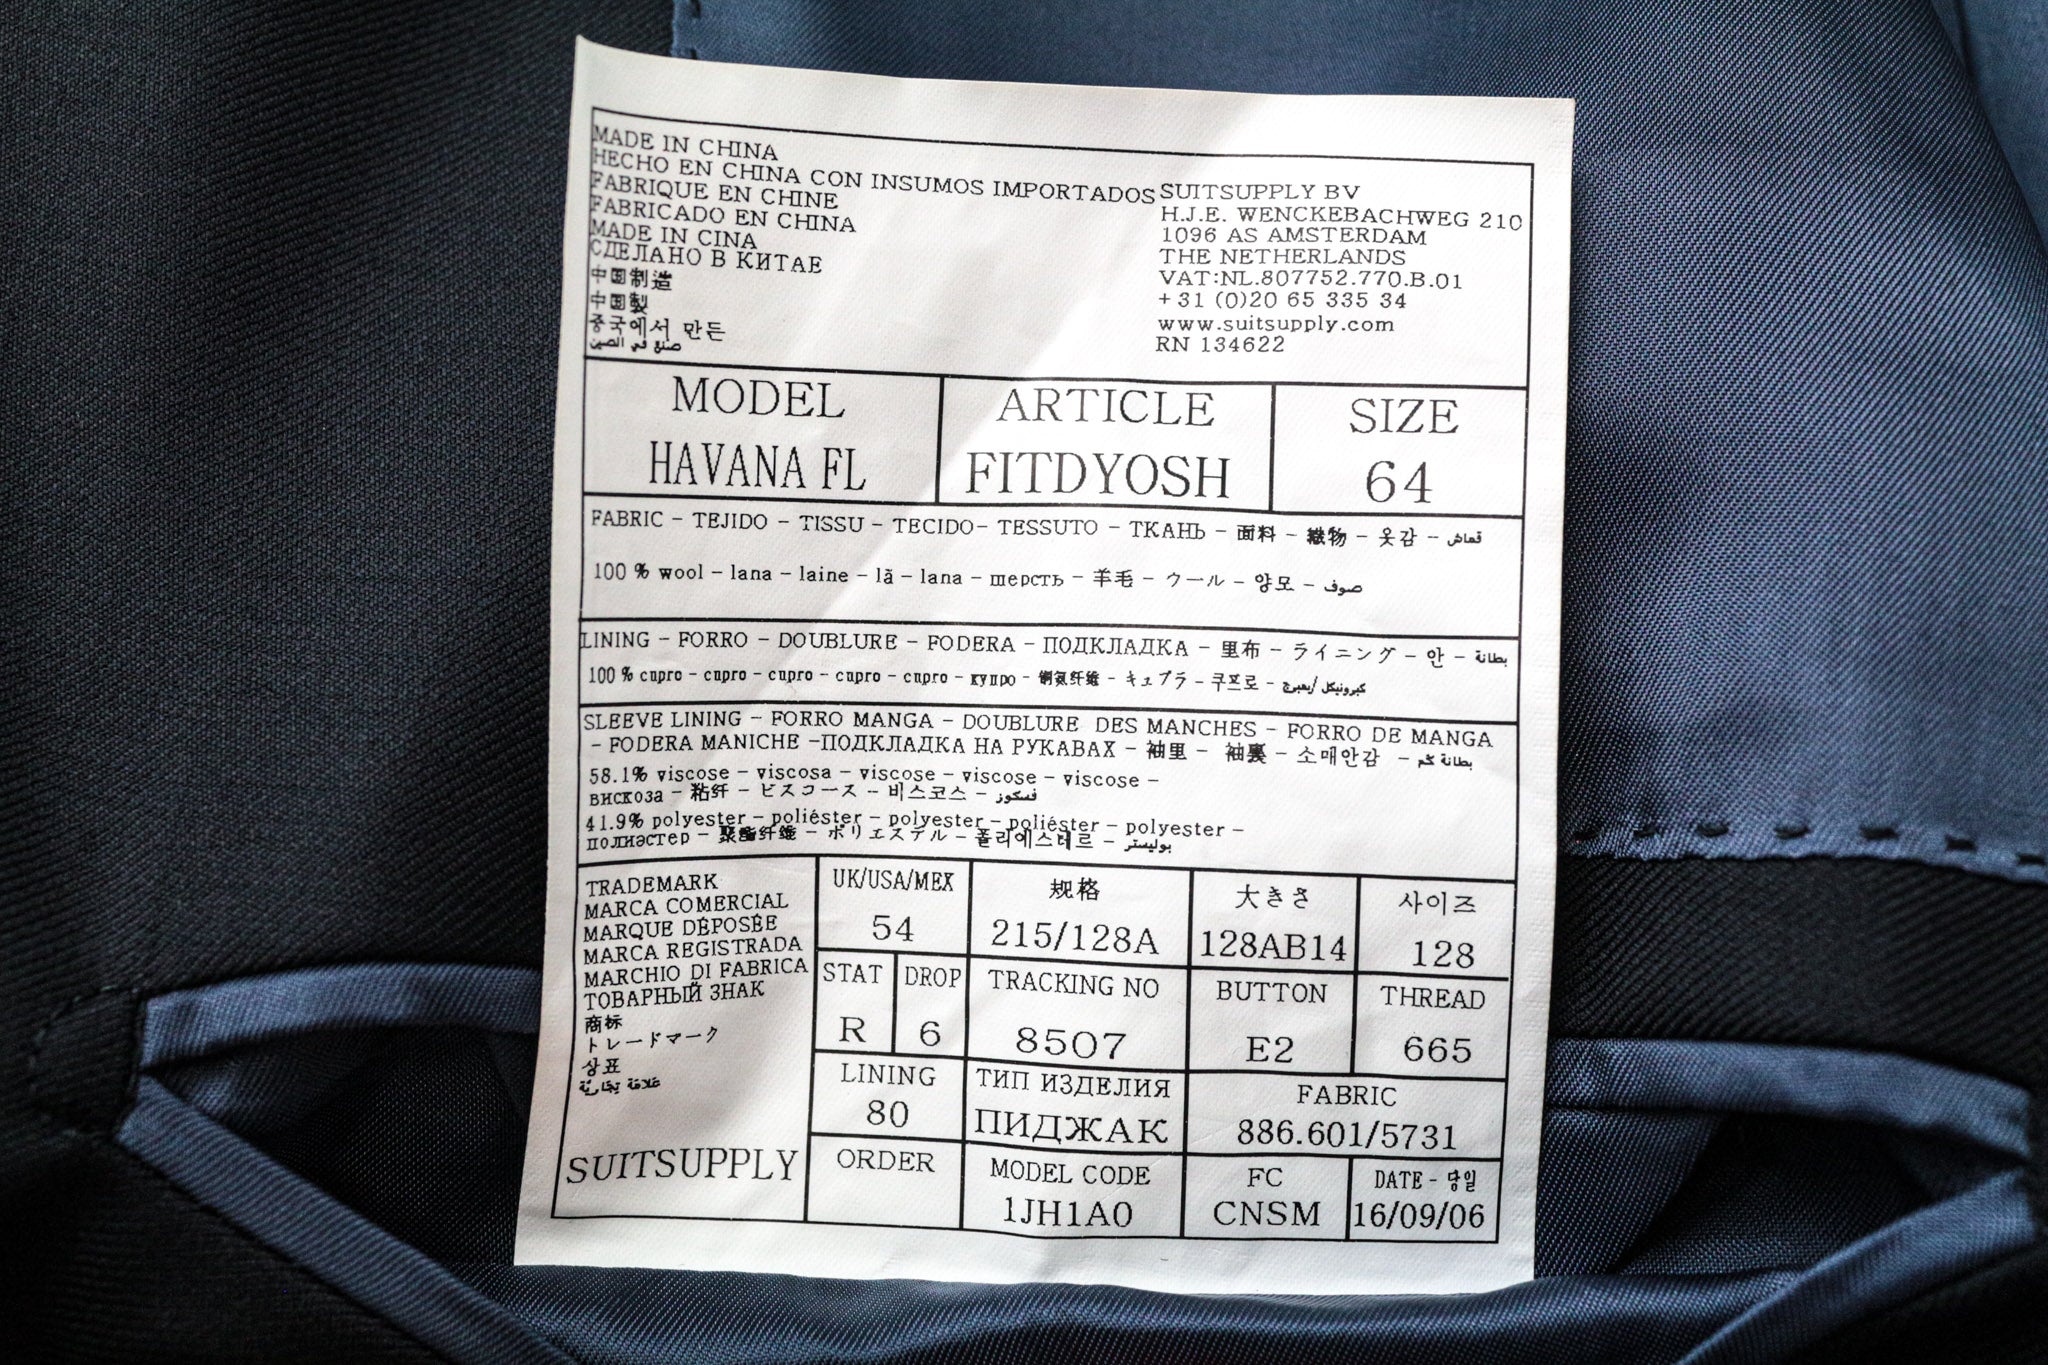 MADE IN CHINA
HECHO EN CHINA CON INSUMOS IMPORTADOS
FABRIQUE EN CHINE
FABRICADO EN CHINA
MADE IN CINA
СДЕЛАНО В КИТАЕ
中国制造
中国製
중국에서 만든
صنع في الصين
SUITSUPPLY BV
H.J.E. WENCKEBACHWEG 210
1096 AS AMSTERDAM
THE NETHERLANDS
VAT:NL.807752.770.B.01
+31 (0)20 65 335 34
www.suitsupply.com
RN 134622
MODEL
HAVANA FL
ARTICLE
FITDYOSH
SIZE
64
FABRIC - TEJIDO - TISSU - TECIDO- TESSUTO - ТКАНЬ - 面料 - 織物 - 옷감 - قماش
100 % wool - lana - laine - lã - lana - шерсть - 羊毛 - ウール - 양모 - صوف
LINING - FORRO - DOUBLURE - FODERA - ПОДКЛАДКА - 里布 - ライニング - 안 - بطانة
100 % cupro - cupro - cupro - cupro - cupro - купро - 铜氨纤维 - キュプラ - 쿠프로 -
SLEEVE LINING - FORRO MANGA - DOUBLURE DES MANCHES - FORRO DE MANGA
- FODERA MANICHE -ПОДКЛАДКА НА РУКАВАХ - 袖里 - 袖裏 - 소매안감 - بطانة كم
58.1% viscose - viscosa - viscose - viscose - viscose -
вискоза - 粘纤 - ビスコース - 비스코스 - فسكوز
41.9% polyester - poliéster - polyester - poliéster - polyester -
полиэстер - 聚酯纤维 - ポリエステル - 폴리에스테르 - بوليستر
TRADEMARK
MARCA COMERCIAL
MARQUE DÉPOSÉE
MARCA REGISTRADA
MARCHIO DI FABRICA
ТОВАРНЫЙ ЗНАК
商标
トレードマーク
상표
علامة تجارية
SUITSUPPLY
UK/USA/MEX
54
规格
215/128A
大きさ
128AB14
사이즈
128
STAT
R
DROP
6
TRACKING NO
8507
BUTTON
E2
THREAD
665
LINING
80
ТИП ИЗДЕЛИЯ
ПИДЖАК
FABRIC
886.601/5731
ORDER
MODEL CODE
1JH1A0
FC
CNSM
DATE - 당일
16/09/06